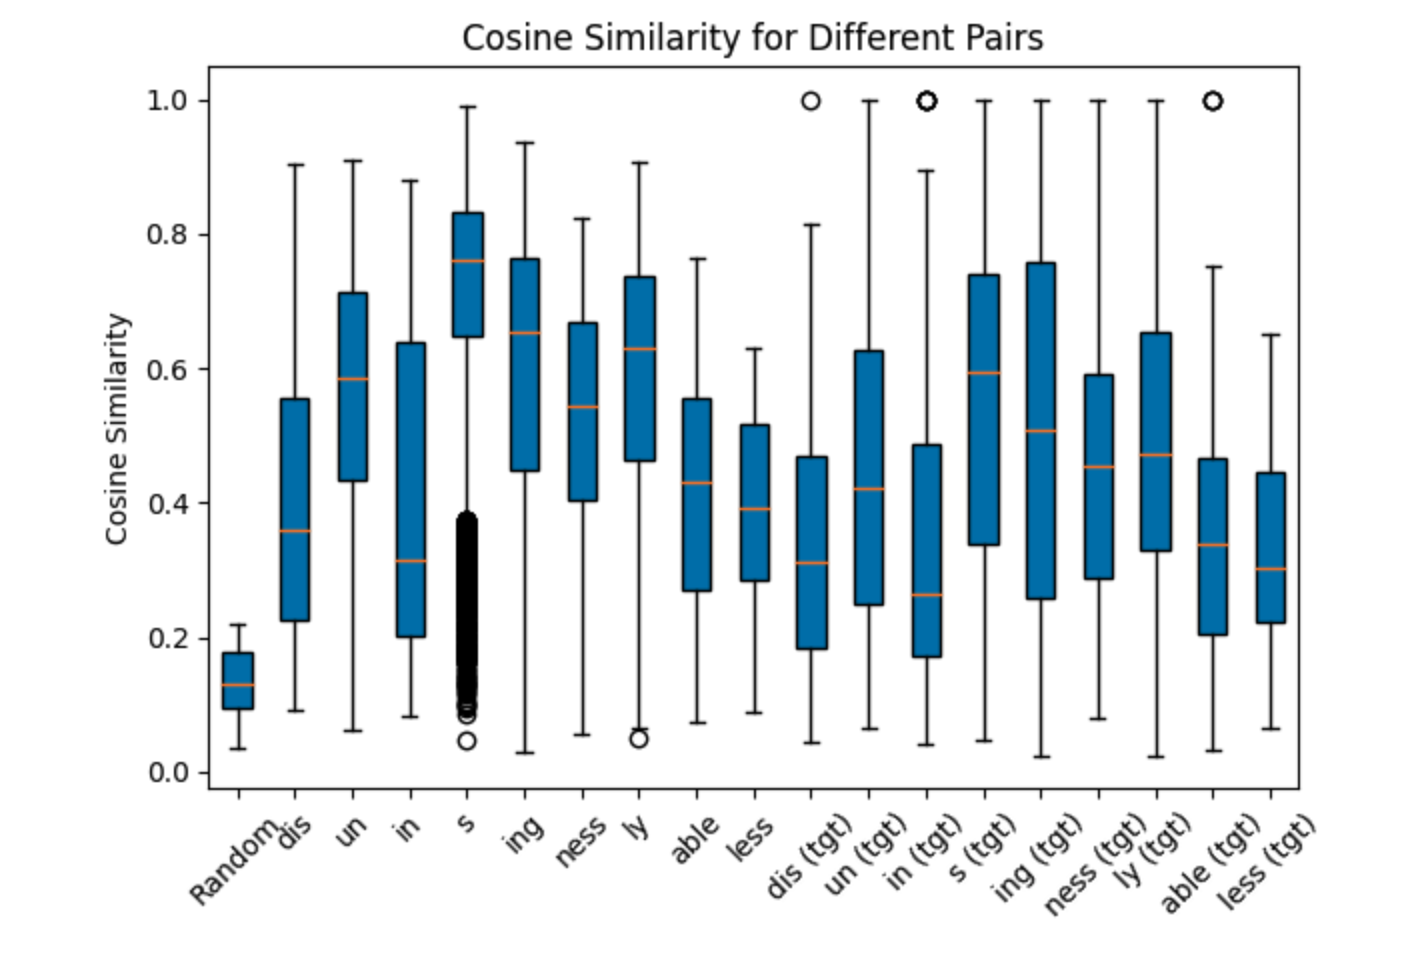 Cosine Similarity for Different Pairs
Cosine Similarity
1.0
0.8
0.6
0.4
0.2
0.0
Random
dis
un
in
s
ing
ness
ly
able
less
dis (tgt)
un (tgt)
in (tgt)
s (tgt)
ing (tgt)
ness (tgt)
ly (tgt)
able (tgt)
less (tgt)